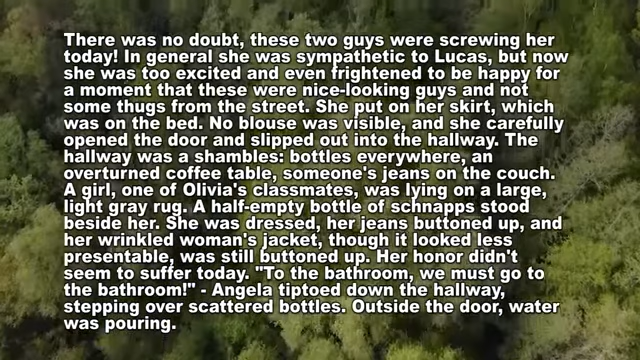 There was no doubt, these two guys were screwing her
today! In general she was sympathetic to Lucas, but now
she was too excited and even frightened to be happy for
a moment that these were nice-looking guys and not
some thugs from the street. She put on her skirt, which
was on the bed. No blouse was visible, and she carefully
opened the door and slipped out into the hallway. The
hallway was a shambles: bottles everywhere, an
overturned coffee table, someone's jeans on the couch.
A girl, one of Olivia's classmates, was lying on a large,
light gray rug. A half-empty bottle of schnapps stood
beside her. She was dressed, her jeans buttoned up, and
her wrinkled woman's jacket, though it looked less
presentable, was still buttoned up. Her honor didn't
seem to suffer today. "To the bathroom, we must go to
the bathroom!" - Angela tiptoed down the hallway,
stepping over scattered bottles. Outside the door, water
was pouring.